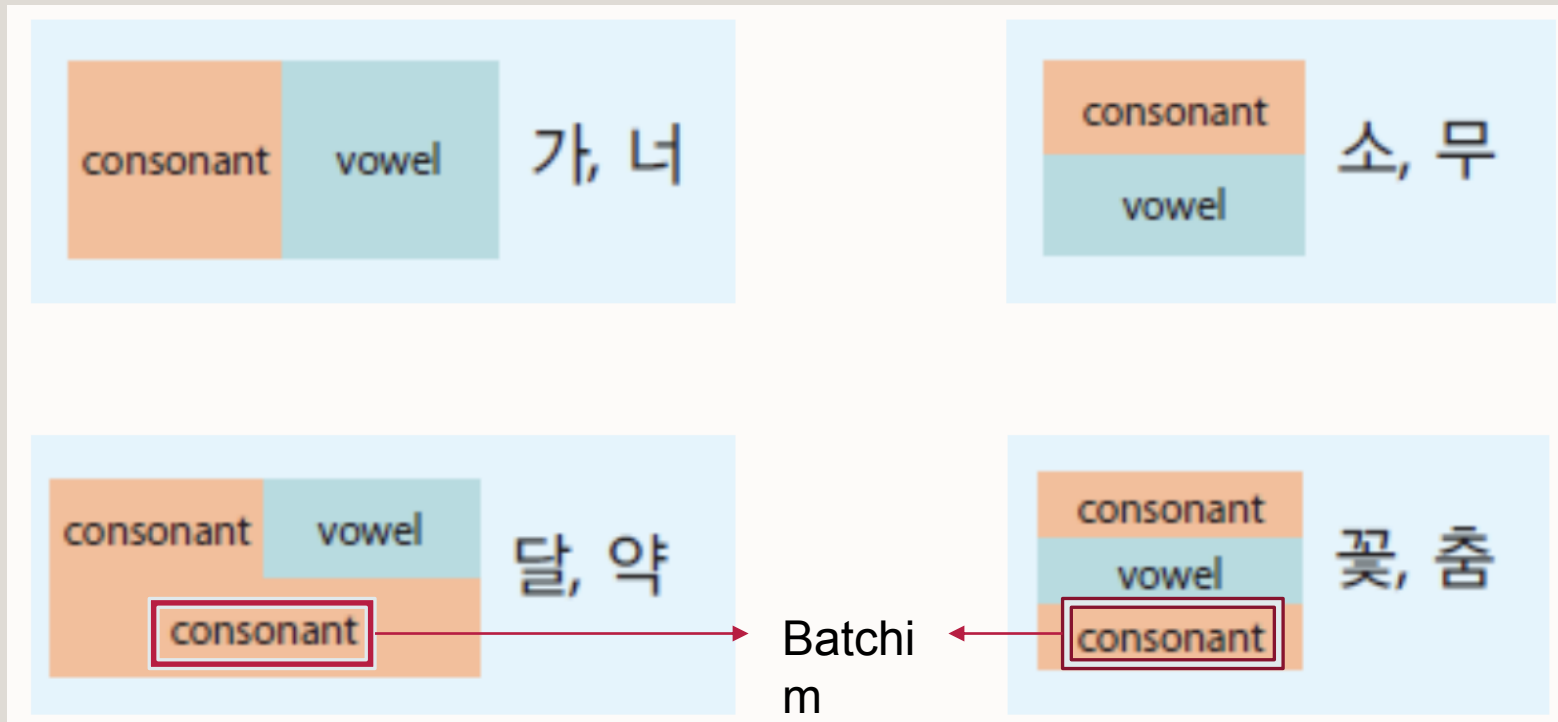 consonant vowel 가, 너
consonant
vowel
소, 무
consonant vowel
consonant
달, 약
consonant
vowel
consonant
꽃, 춤
Batchi
m